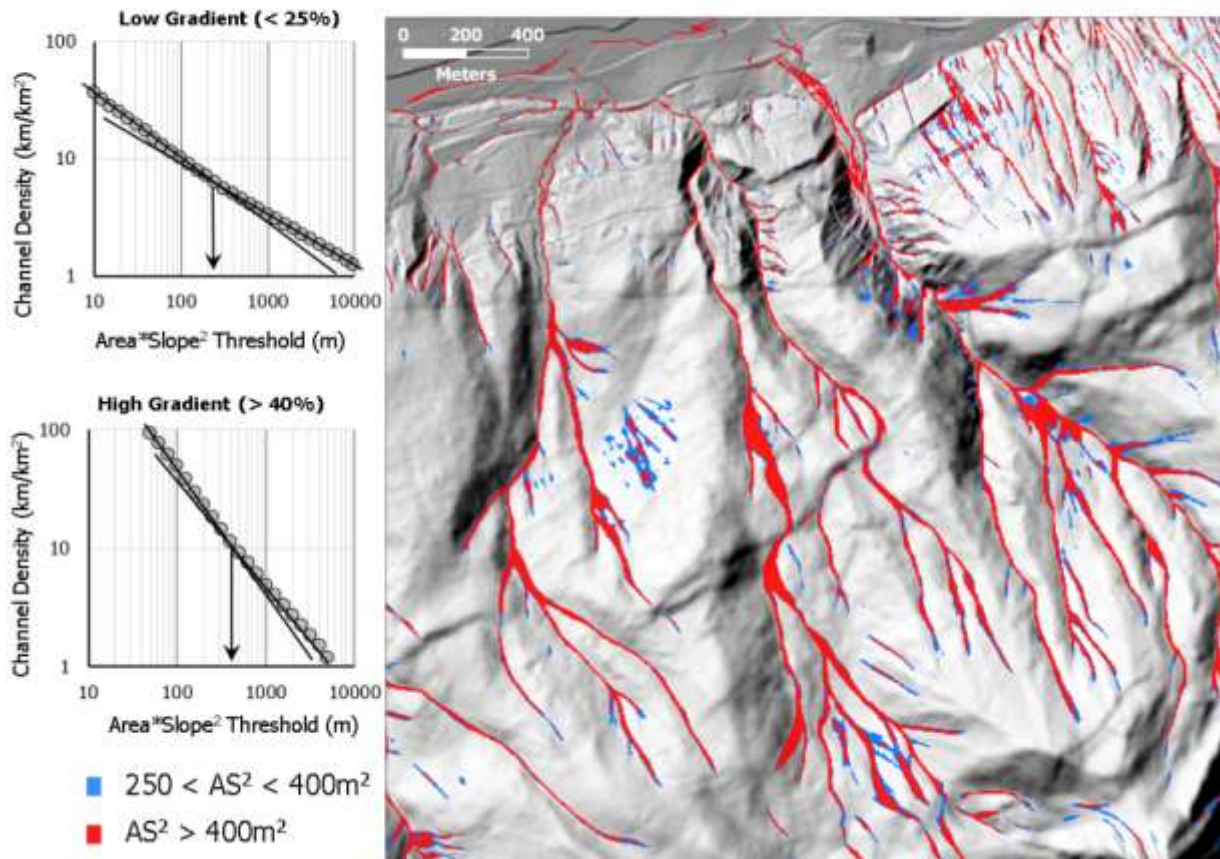 Low Gradient (< 25%)
100
10
1
10 100 1000 10000
Channel Density (km/km²)
Area*Slope² Threshold (m)
High Gradient (> 40%)
100
10
1
10 100 1000 10000
Channel Density (km/km²)
Area*Slope² Threshold (m)
250 < AS² < 400m²
AS² > 400m²
0 200 400
Meters